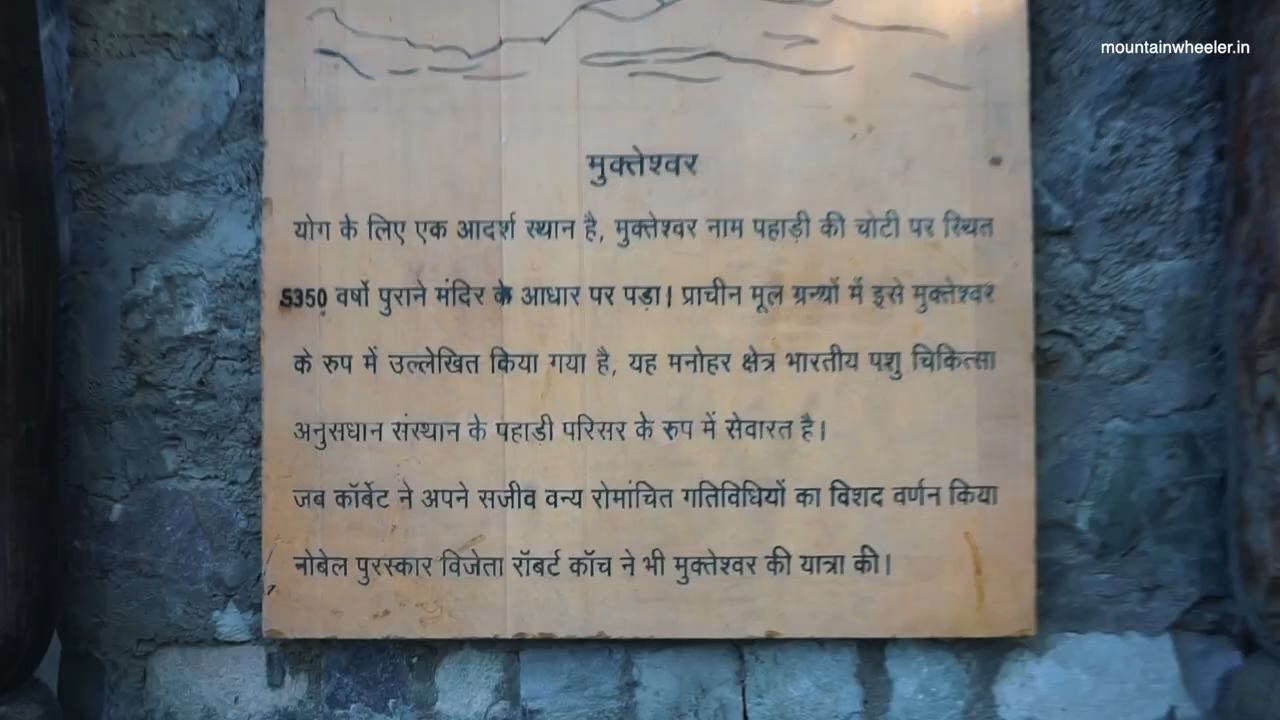 mountainwheeler.in
मुक्तेश्वर
योग के लिए एक आदर्श स्थान है, मुक्तेश्वर नाम पहाड़ी की चोटी पर स्थित
5350 वर्षो पुराने मंदिर के आधार पर पड़ा। प्राचीन मूल ग्रन्थों में इसे मुक्तेश्वर
के रुप में उल्लेखित किया गया है, यह मनोहर क्षेत्र भारतीय पशु चिकित्सा
अनुसधान संस्थान के पहाडी परिसर के रुप में सेवारत है।
जब कॉर्बेट ने अपने सजीव वन्य रोमांचित गतिविधियों का विशद वर्णन किया
नोबेल पुरस्कार विजेता रॉबर्ट कॉच ने भी मुक्तेश्वर की यात्रा की।